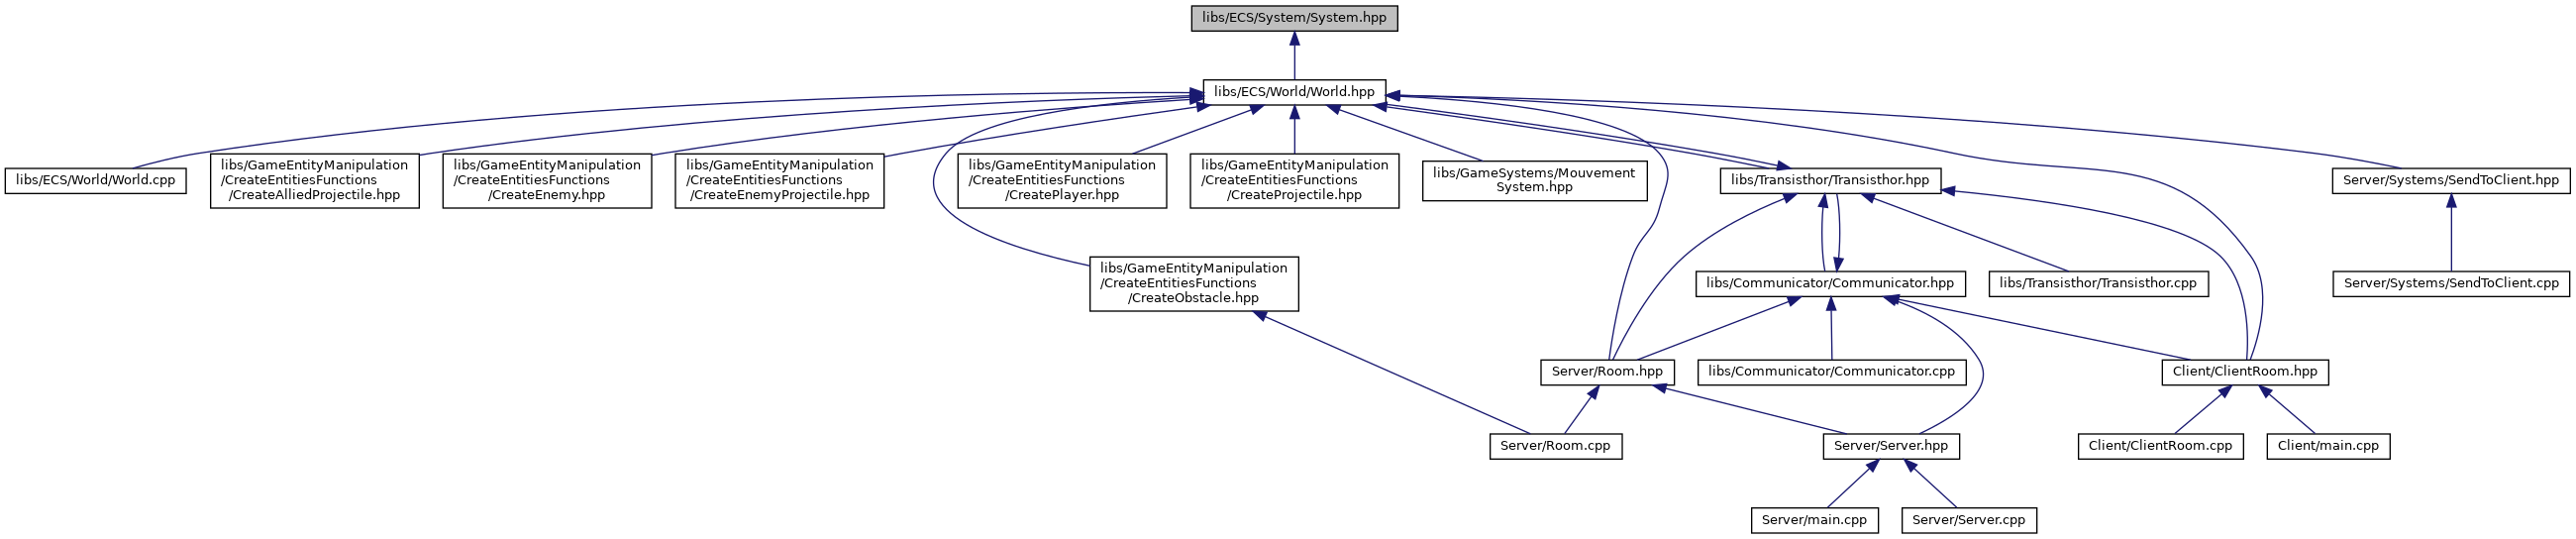 libs/ECS/System/System.hpp
libs/ECS/World/World.hpp
libs/ECS/World/World.cpp
libs/GameEntityManipulation
/CreateEntitiesFunctions
/CreateAlliedProjectile.hpp
libs/GameEntityManipulation
/CreateEntitiesFunctions
/CreateEnemy.hpp
libs/GameEntityManipulation
/CreateEntitiesFunctions
/CreateEnemyProjectile.hpp
libs/GameEntityManipulation
/CreateEntitiesFunctions
/CreatePlayer.hpp
libs/GameEntityManipulation
/CreateEntitiesFunctions
/CreateProjectile.hpp
libs/GameSystems/Mouvement
System.hpp
libs/Transisthor/Transisthor.hpp
Server/Systems/SendToClient.hpp
libs/GameEntityManipulation
/CreateEntitiesFunctions
/CreateObstacle.hpp
libs/Communicator/Communicator.hpp
libs/Transisthor/Transisthor.cpp
Server/Systems/SendToClient.cpp
Server/Room.hpp
libs/Communicator/Communicator.cpp
Client/ClientRoom.hpp
Server/Room.cpp
Server/Server.hpp
Client/ClientRoom.cpp
Client/main.cpp
Server/main.cpp
Server/Server.cpp